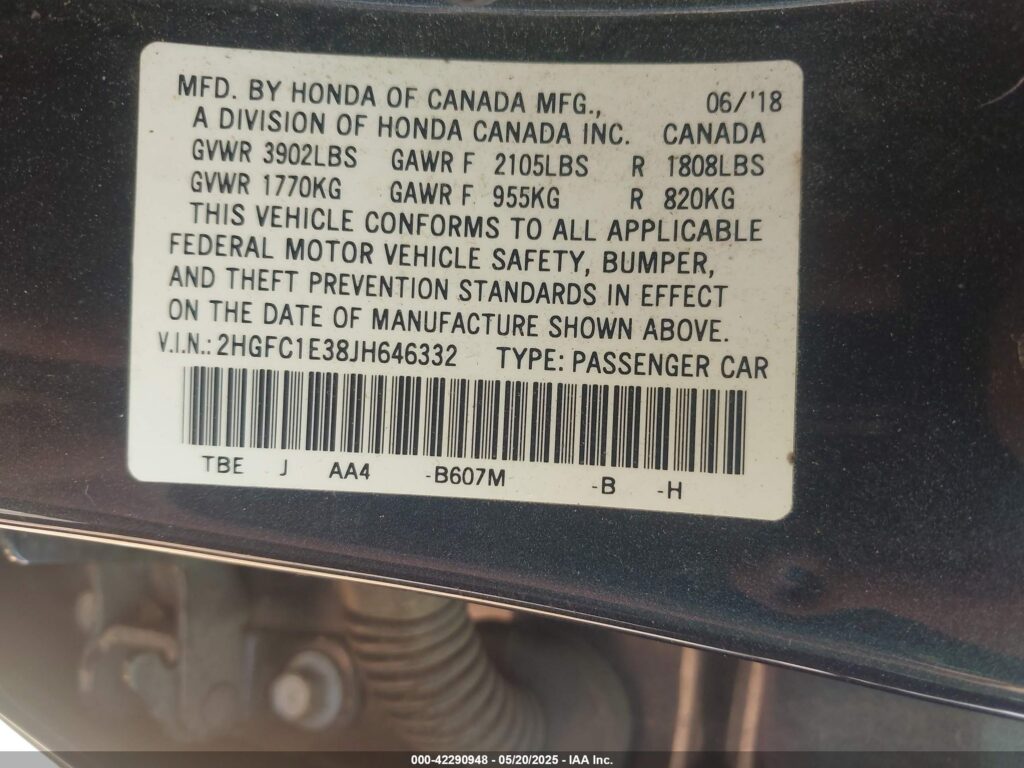 MFD. BY HONDA OF CANADA MFG., 06/'18
A DIVISION OF HONDA CANADA INC. CANADA
GVWR 3902LBS GAWR F 2105LBS R 1808LBS
GVWR 1770KG GAWR F 955KG R 820KG
THIS VEHICLE CONFORMS TO ALL APPLICABLE
FEDERAL MOTOR VEHICLE SAFETY, BUMPER,
AND THEFT PREVENTION STANDARDS IN EFFECT
ON THE DATE OF MANUFACTURE SHOWN ABOVE.
V.I.N.: 2HGFC1E38JH646332 TYPE: PASSENGER CAR
TBE J AA4 -B607M -B -H
000-42290948 - 05/20/2025 - IAA Inc.